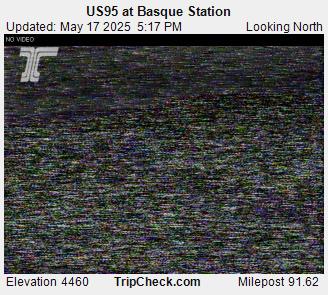 US95 at Basque Station
Updated: May 17 2025 5:17 PM Looking North
NO VIDEO
Elevation 4460 TripCheck.com Milepost 91.62